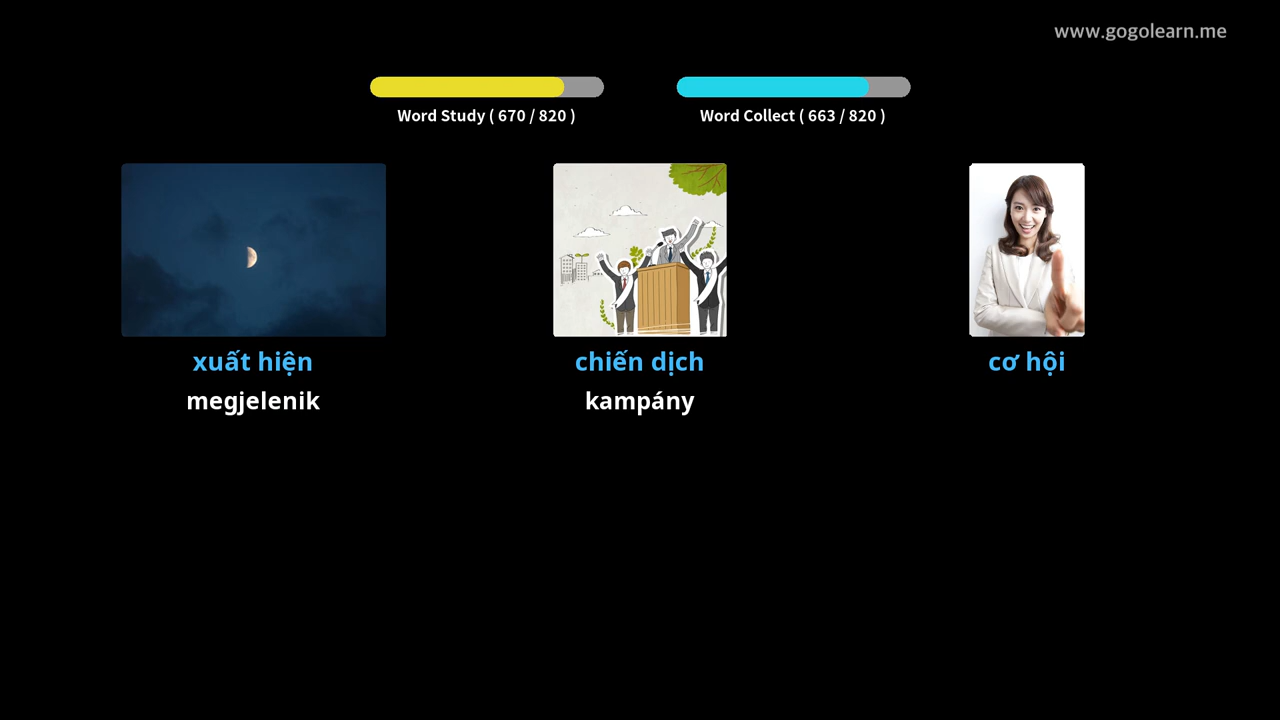 www.gogolearn.me
Word Study ( 670 / 820 )
Word Collect ( 663 / 820 )
xuất hiện
chiến dịch
cơ hội
megjelenik
kampány